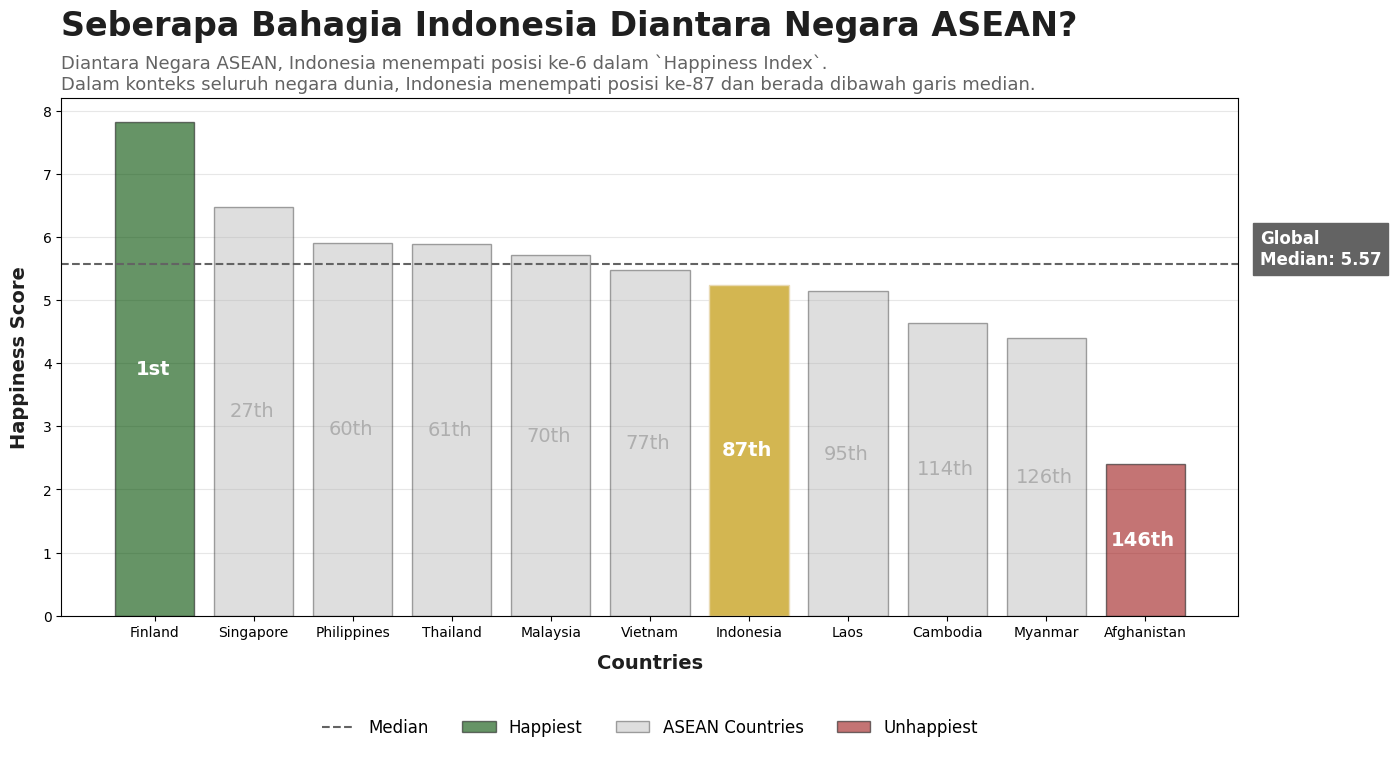 Seberapa Bahagia Indonesia Diantara Negara ASEAN?
Diantara Negara ASEAN, Indonesia menempati posisi ke-6 dalam `Happiness Index`.
Dalam konteks seluruh negara dunia, Indonesia menempati posisi ke-87 dan berada dibawah garis median.
8
7
6
5
4
3
2
1
0
Happiness Score
Global
Median: 5.57
1st
27th
60th
61th
70th
77th
87th
95th
114th
126th
146th
Finland
Singapore
Philippines
Thailand
Malaysia
Vietnam
Indonesia
Laos
Cambodia
Myanmar
Afghanistan
Countries
Median
Happiest
ASEAN Countries
Unhappiest